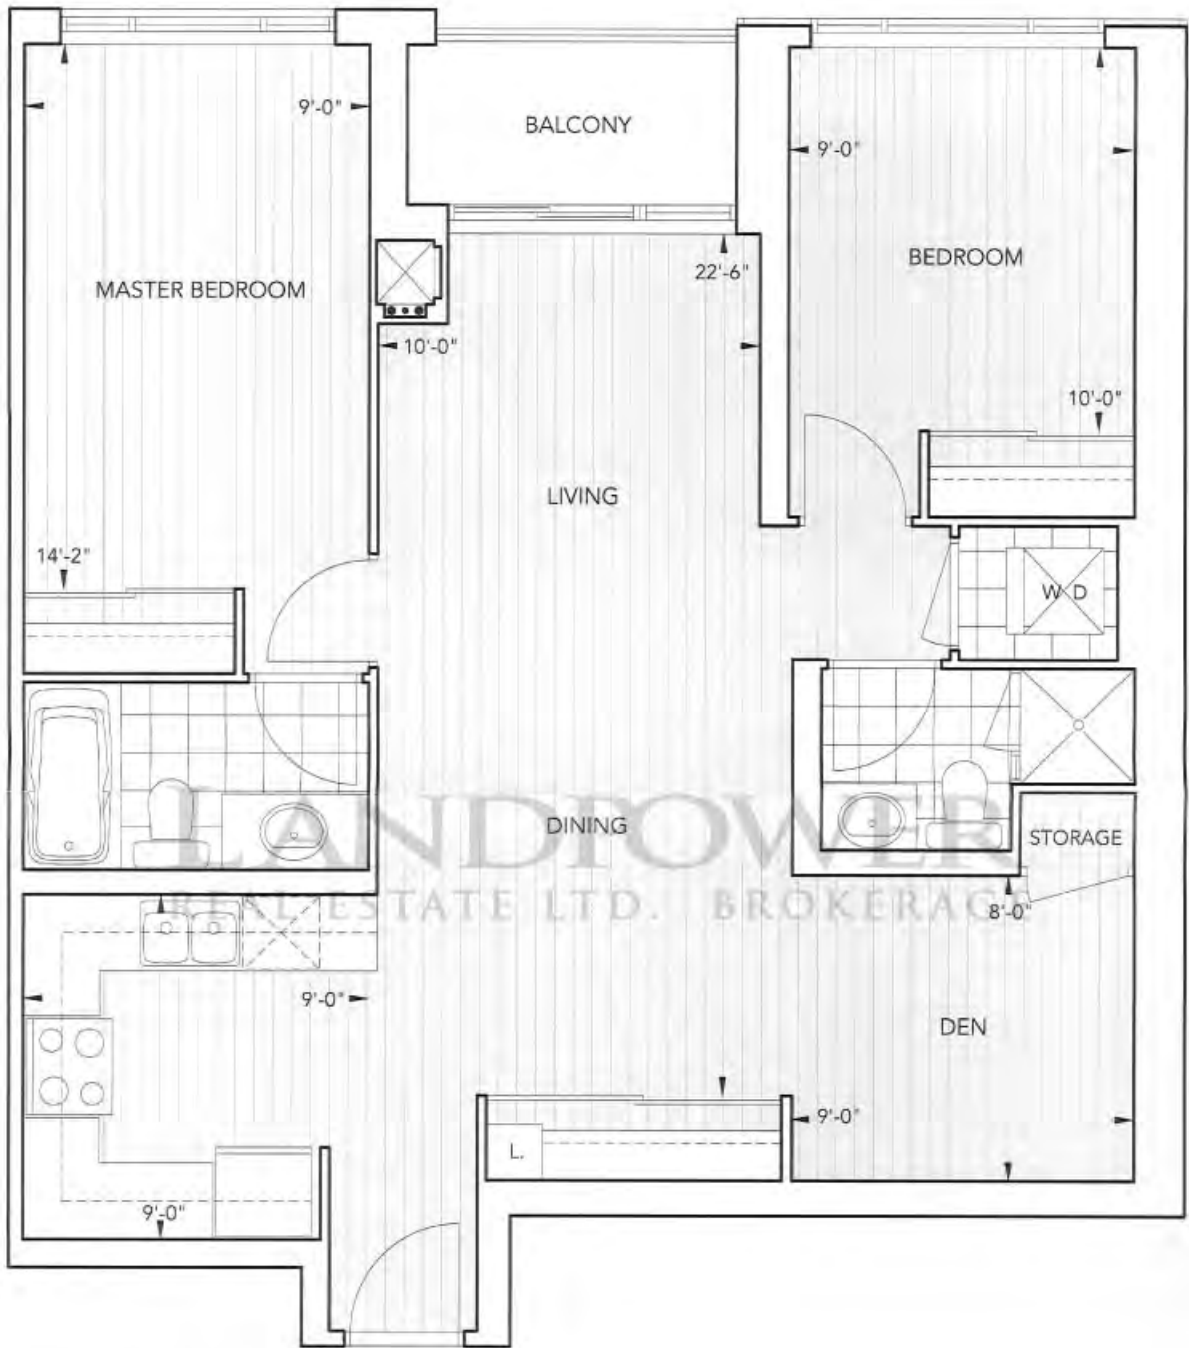 9'-0"
BALCONY
9'-0"
BEDROOM
22'-6"
MASTER BEDROOM
10'-0"
10'-0"
LIVING
14'-2"
W D
DINING
STORAGE
LANDPOWER
REAL ESTATE LTD. BROKERAGE
8'-0"
9'-0"
DEN
9'-0"
L.
9'-0"